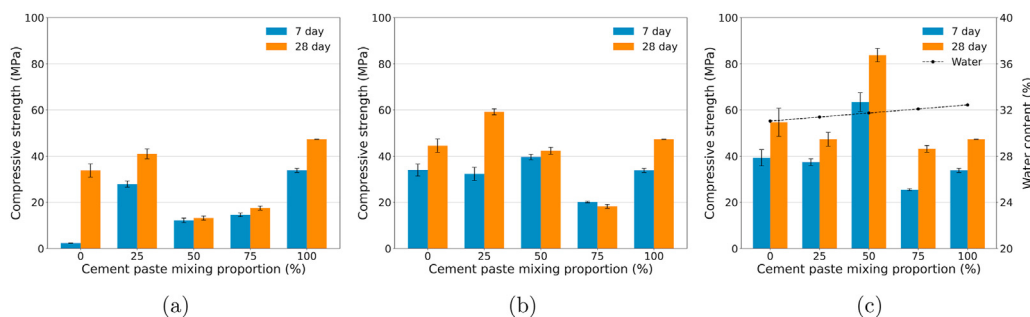 100
80
60
40
20
0
Compressive strength (MPa)
7 day
28 day
0 25 50 75 100
Cement paste mixing proportion (%)
(a)
100
80
60
40
20
0
Compressive strength (MPa)
7 day
28 day
0 25 50 75 100
Cement paste mixing proportion (%)
(b)
100
80
60
40
20
0
Compressive strength (MPa)
7 day
28 day
Water
40
36
32
28
24
20
Water content (%)
0 25 50 75 100
Cement paste mixing proportion (%)
(c)